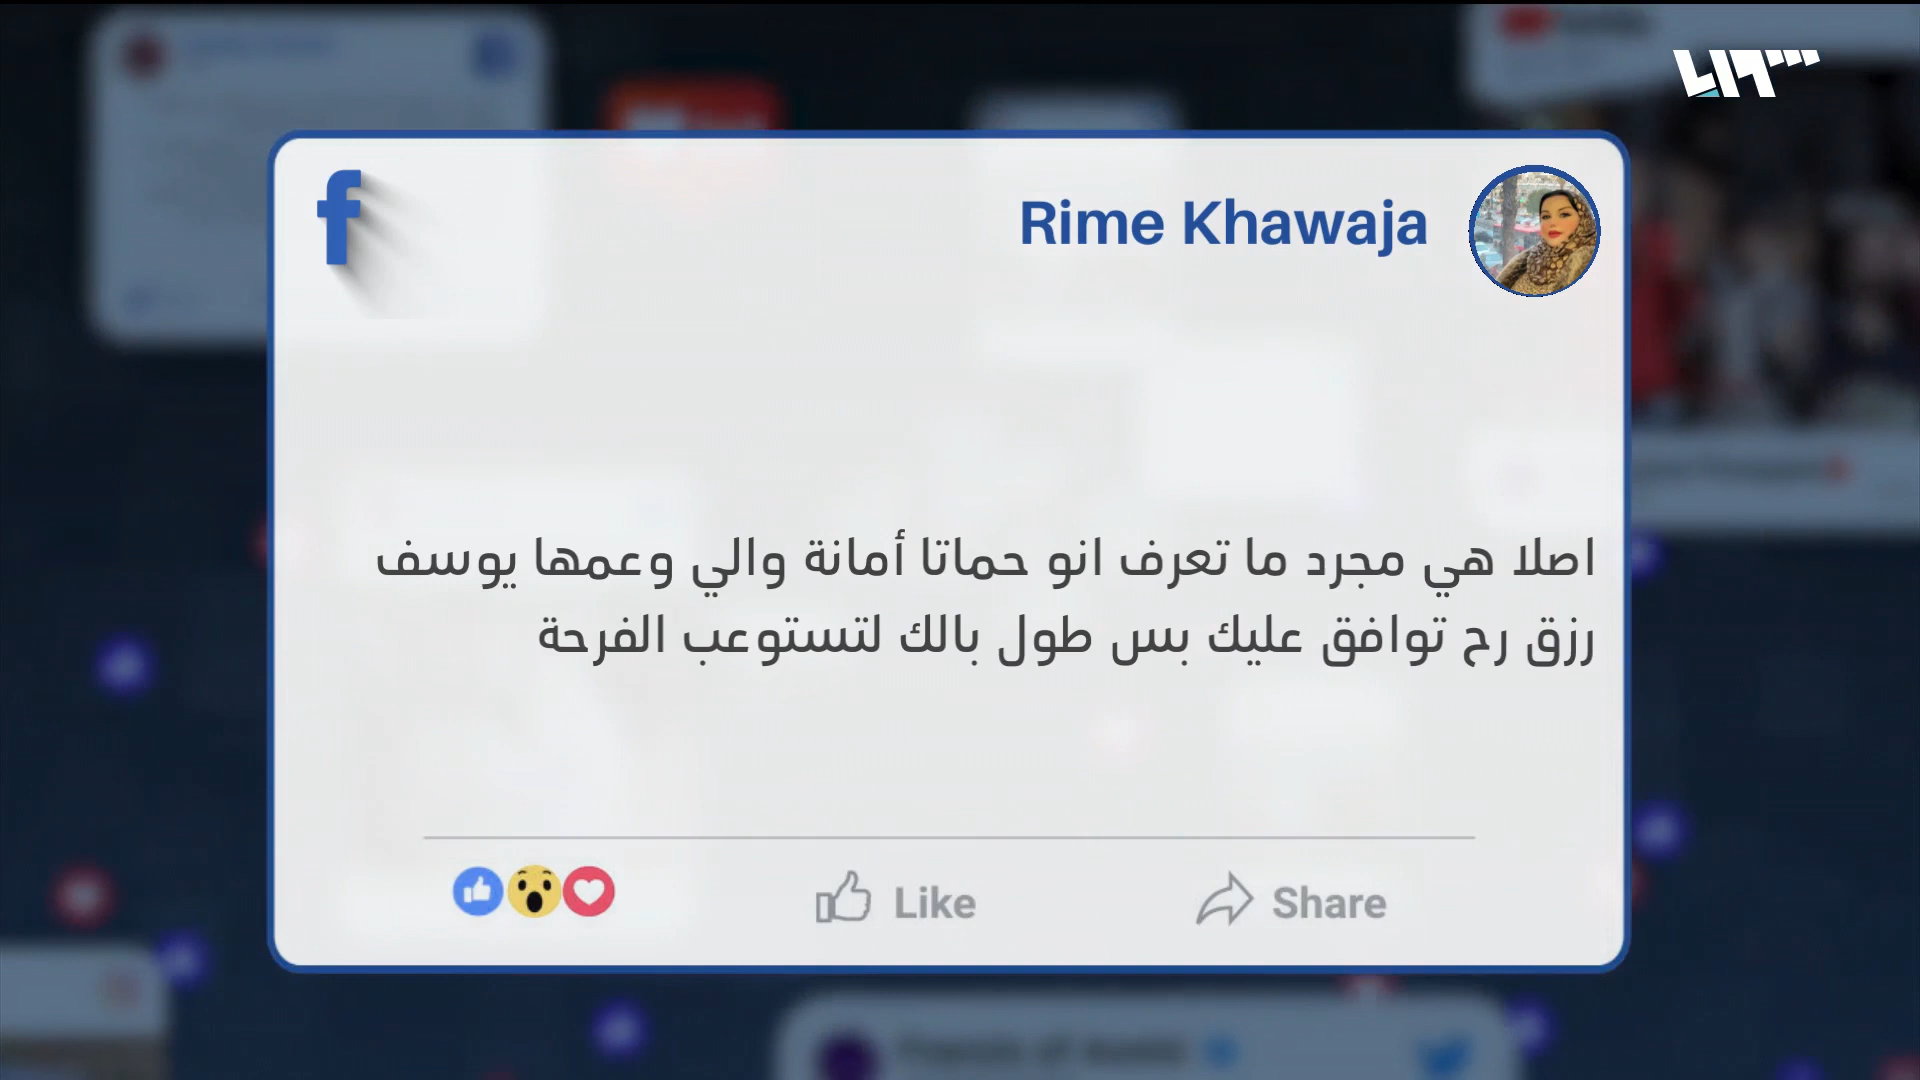 Rime Khawaja
اصلا هي مجرد ما تعرف انو حماتا أمانة والي وعمها يوسف
رزق رح توافق عليك بس طول بالك لتستوعب الفرحة
Like
Share